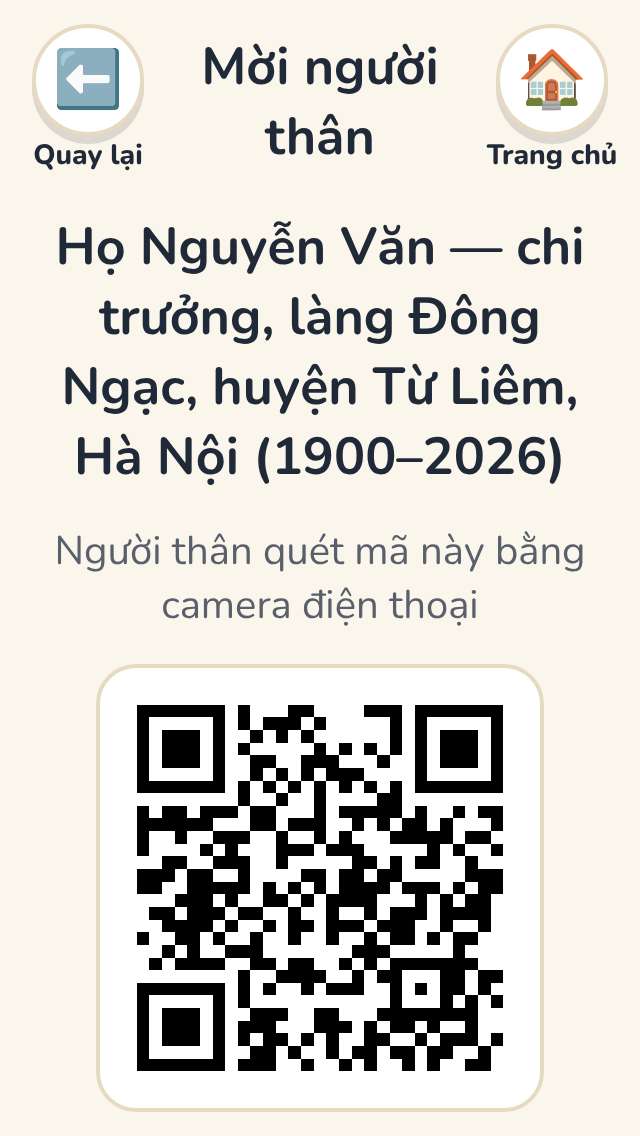 Mời người
thân
Quay lại
Trang chủ
Họ Nguyễn Văn — chi
trưởng, làng Đông
Ngạc, huyện Từ Liêm,
Hà Nội (1900–2026)
Người thân quét mã này bằng
camera điện thoại